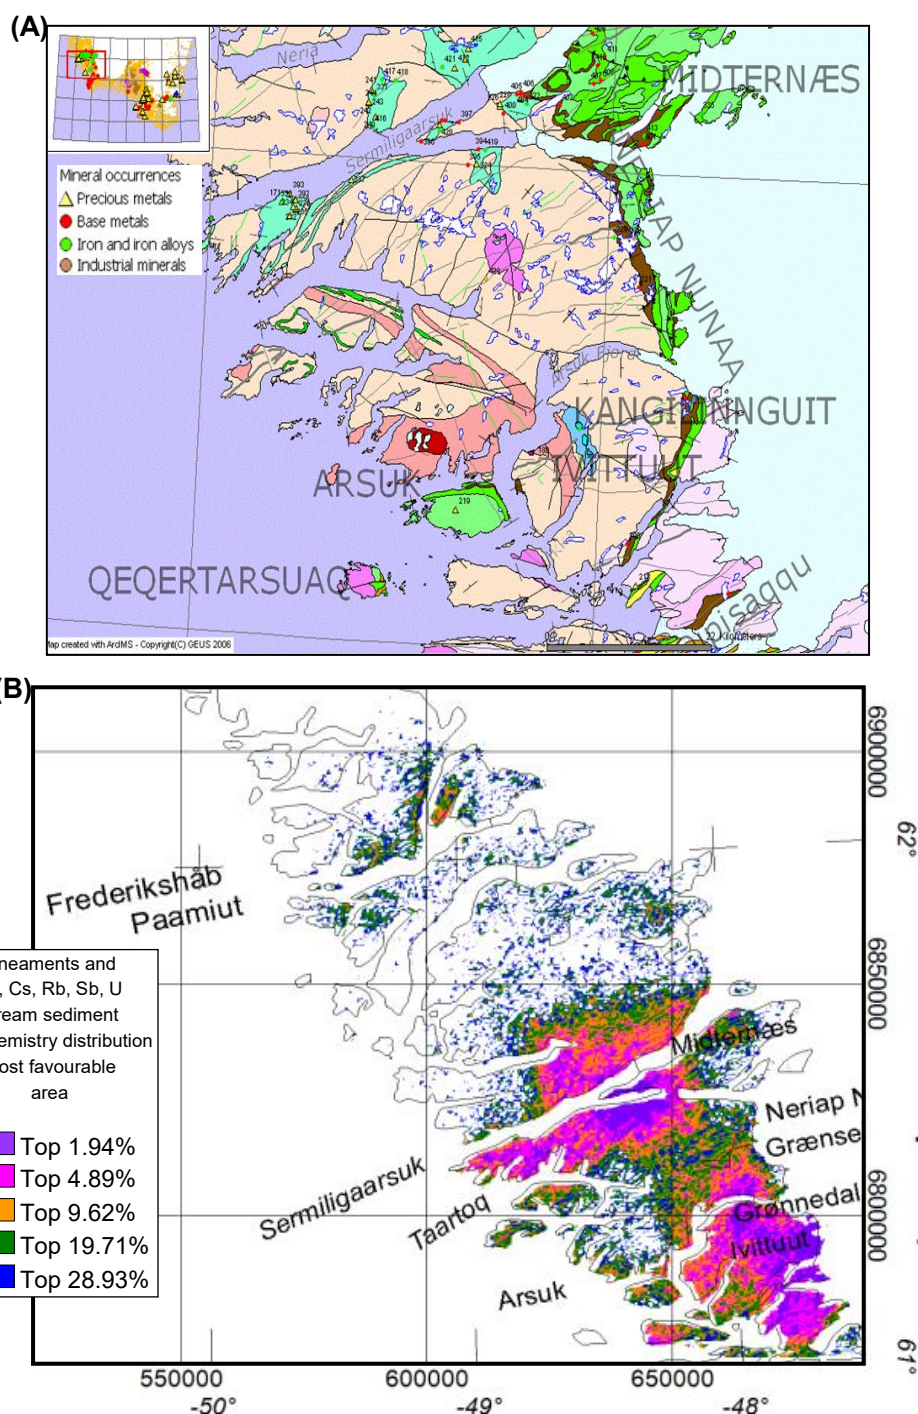 (A)
Neria
MIDTERNÆS
Sermiligaarsuk
Mineral occurrences
Precious metals
Base metals
Iron and iron alloys
Industrial minerals
NERIAP NUNAA
Arsuk Fjord
KANGILINNGUIT
IVITTUUT
ARSUK
219
QEQERTARSUAQ
22 Kilometers
Map created with ArcIMS - Copyright(C) GEUS 2006
(B)
6900000
62°
Frederikshåb
Paamiut
neaments and
, Cs, Rb, Sb, U
ream sediment
emistry distribution
ost favourable
area
6850000
Midternæs
Neriap N
Grænse
Top 1.94%
Top 4.89%
Top 9.62%
Top 19.71%
Top 28.93%
Sermiligaarsuk
Taartoq
Grønnedal
Ivittuut
6800000
Arsuk
61°
550000
600000
650000
-50°
-49°
-48°